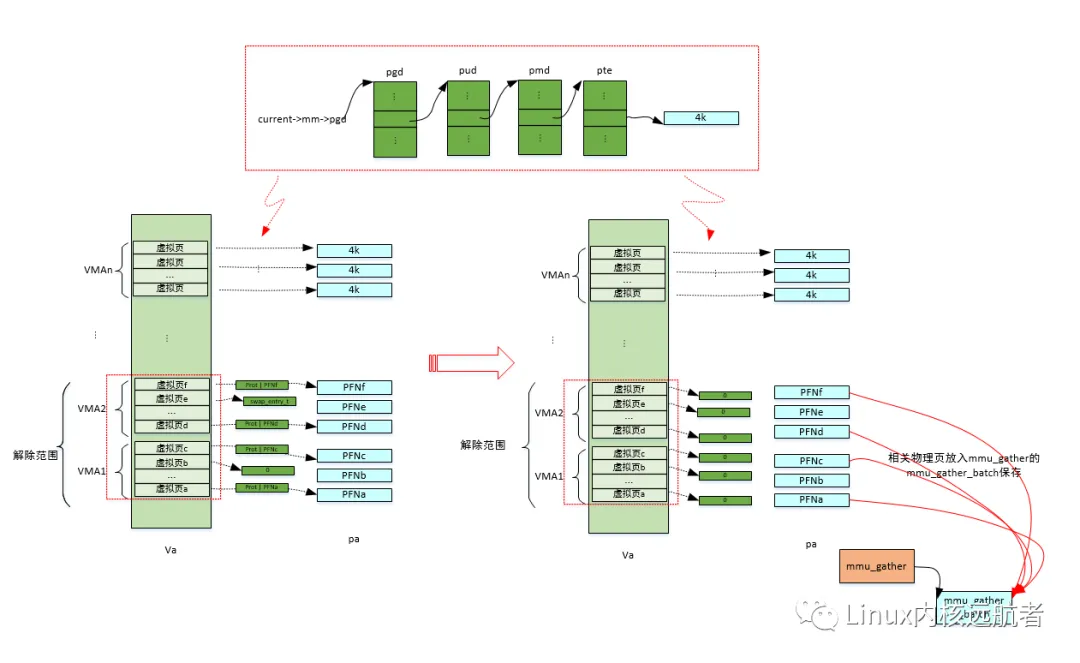 pgd
pud
pmd
pte
current->mm->pgd
⋮
⋮
⋮
⋮
4k
⋮
⋮
⋮
⋮
虚拟页
虚拟页
...
虚拟页
VMAn
4k
4k
4k
⋮
⋮
⋮
虚拟页f
虚拟页e
...
虚拟页d
VMA2
虚拟页c
虚拟页b
...
虚拟页a
VMA1
解除范围
Prot | PFNf
swap_entry_t
Prot | PFNd
Prot | PFNc
0
Prot | PFNa
PFNf
PFNe
PFNd
PFNc
PFNb
PFNa
Va
pa
虚拟页
虚拟页
...
虚拟页
VMAn
4k
4k
4k
⋮
⋮
⋮
虚拟页f
虚拟页e
...
虚拟页d
VMA2
虚拟页c
虚拟页b
...
虚拟页a
VMA1
解除范围
0
0
0
0
0
0
PFNf
PFNe
PFNd
PFNc
PFNb
PFNa
Va
pa
相关物理页放入mmu_gather的
mmu_gather_batch保存
mmu_gather
mmu_gather
batch
Linux内核远航者